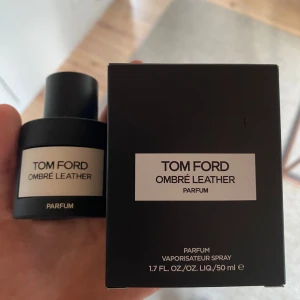 TOM FORD
OMBRÉ LEATHER
PARFUM
TOM FORD
OMBRÉ LEATHER
PARFUM
PARFUM
VAPORISATEUR SPRAY
1.7 FL. OZ./OZ. LIQ./50 ml e